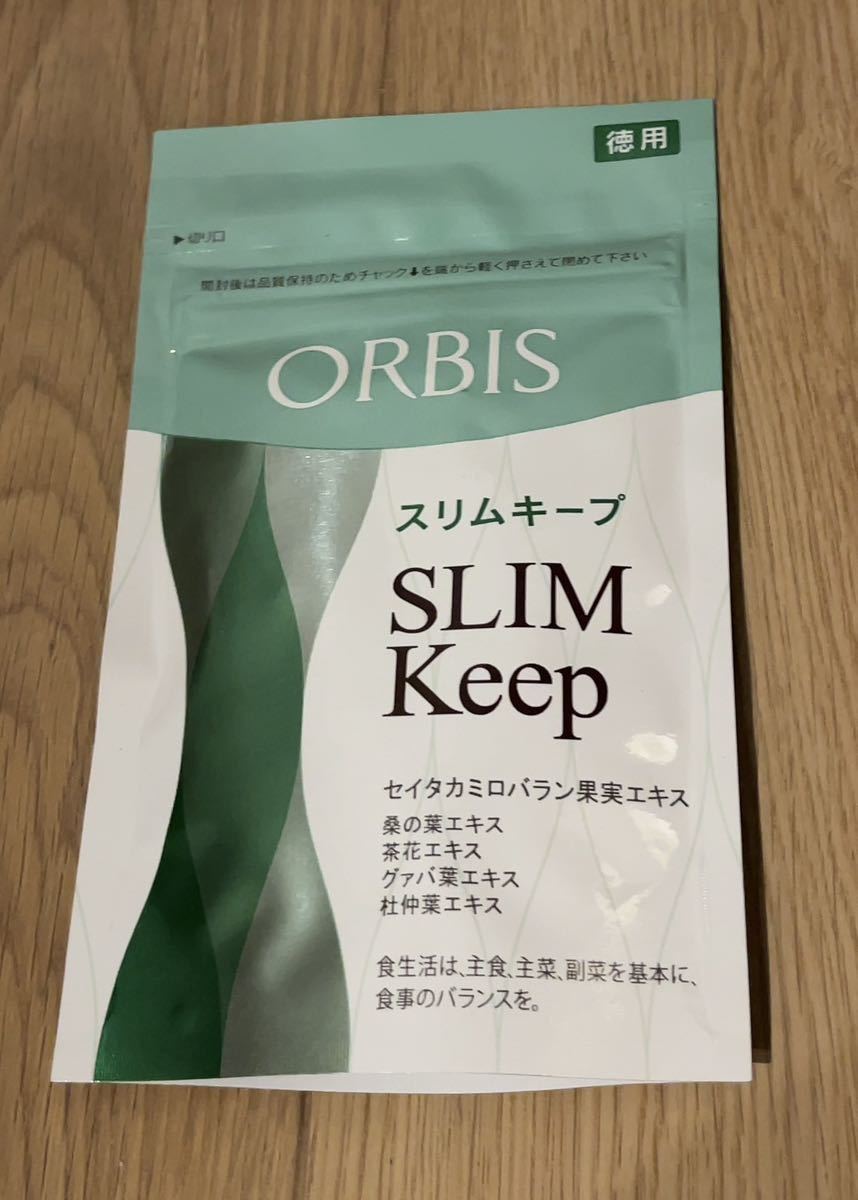 徳用
▶切り口
開封後は品質保持のためチャック⬇を端から軽く押さえて閉めて下さい
ORBIS
スリムキープ
SLIM
Keep
セイタカミロバラン果実エキス
桑の葉エキス
茶花エキス
グァバ葉エキス
杜仲葉エキス
食生活は、主食、主菜、副菜を基本に、
食事のバランスを。